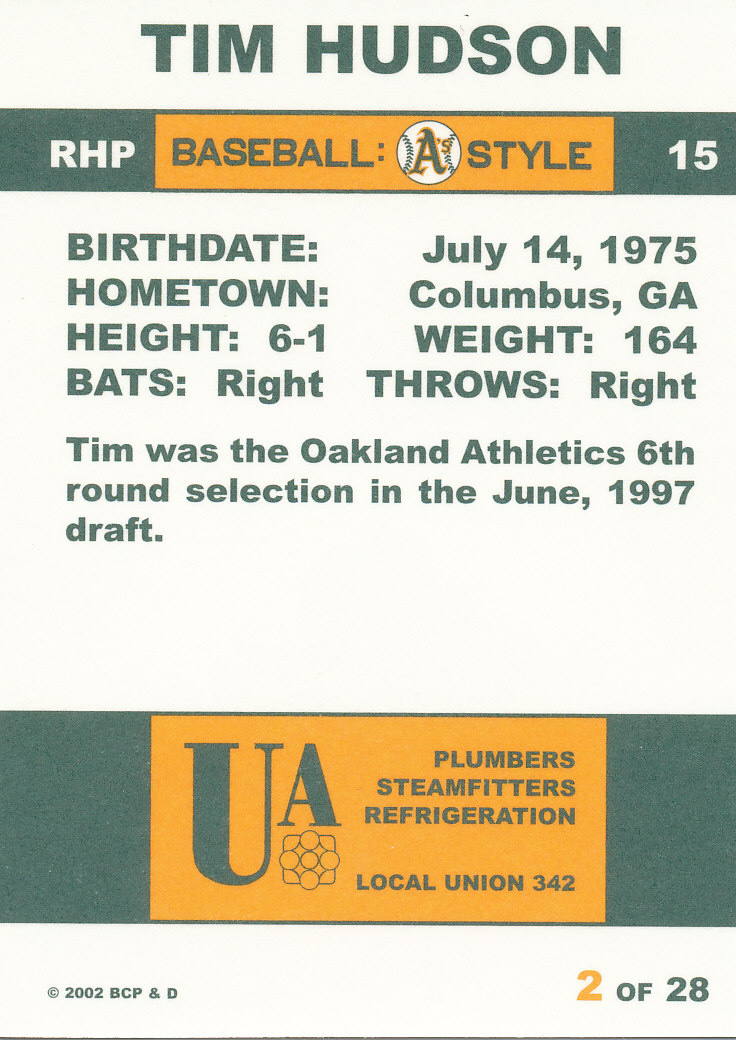 TIM HUDSON
RHP BASEBALL: A's STYLE 15
BIRTHDATE: July 14, 1975
HOMETOWN: Columbus, GA
HEIGHT: 6-1 WEIGHT: 164
BATS: Right THROWS: Right
Tim was the Oakland Athletics 6th
round selection in the June, 1997
draft.
UA
PLUMBERS
STEAMFITTERS
REFRIGERATION
LOCAL UNION 342
© 2002 BCP & D
2 OF 28